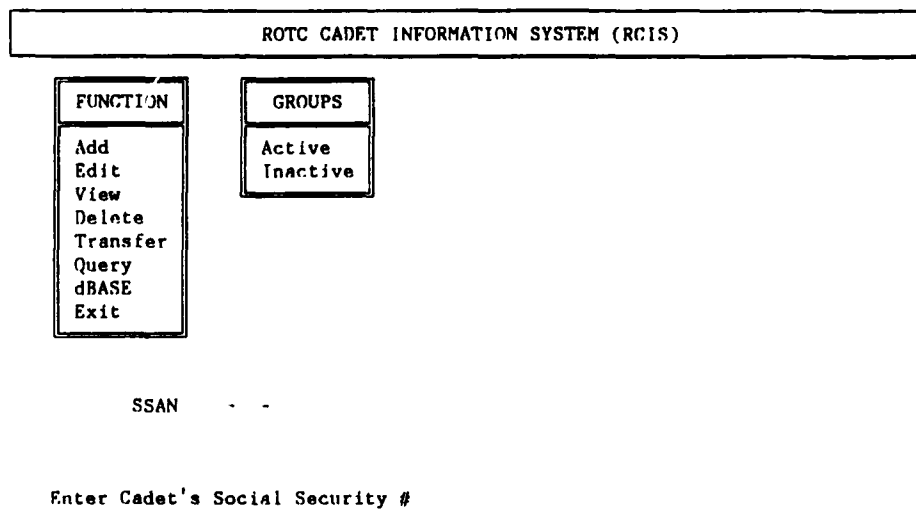 ROTC CADET INFORMATION SYSTEM (RCIS)
FUNCTION
Add
Edit
View
Delete
Transfer
Query
dBASE
Exit
GROUPS
Active
Inactive
SSAN - -
Enter Cadet's Social Security #